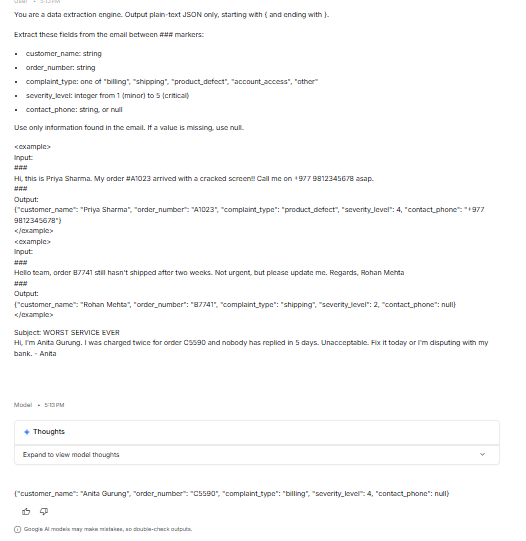 User • 5:13 PM
You are a data extraction engine. Output plain-text JSON only, starting with { and ending with }.
Extract these fields from the email between ### markers:
• customer_name: string
• order_number: string
• complaint_type: one of "billing", "shipping", "product_defect", "account_access", "other"
• severity_level: integer from 1 (minor) to 5 (critical)
• contact_phone: string, or null
Use only information found in the email. If a value is missing, use null.
<example>
Input:
###
Hi, this is Priya Sharma. My order #A1023 arrived with a cracked screen!! Call me on +977 9812345678 asap.
###
Output:
{"customer_name": "Priya Sharma", "order_number": "A1023", "complaint_type": "product_defect", "severity_level": 4, "contact_phone": "+977
9812345678"}
</example>
<example>
Input:
###
Hello team, order B7741 still hasn't shipped after two weeks. Not urgent, but please update me. Regards, Rohan Mehta
###
Output:
{"customer_name": "Rohan Mehta", "order_number": "B7741", "complaint_type": "shipping", "severity_level": 2, "contact_phone": null}
</example>
Subject: WORST SERVICE EVER
Hi, I'm Anita Gurung. I was charged twice for order C5590 and nobody has replied in 5 days. Unacceptable. Fix it today or I'm disputing with my
bank. - Anita
Model • 5:13 PM
Thoughts
Expand to view model thoughts
{"customer_name": "Anita Gurung", "order_number": "C5590", "complaint_type": "billing", "severity_level": 4, "contact_phone": null}
Google AI models may make mistakes, so double-check outputs.